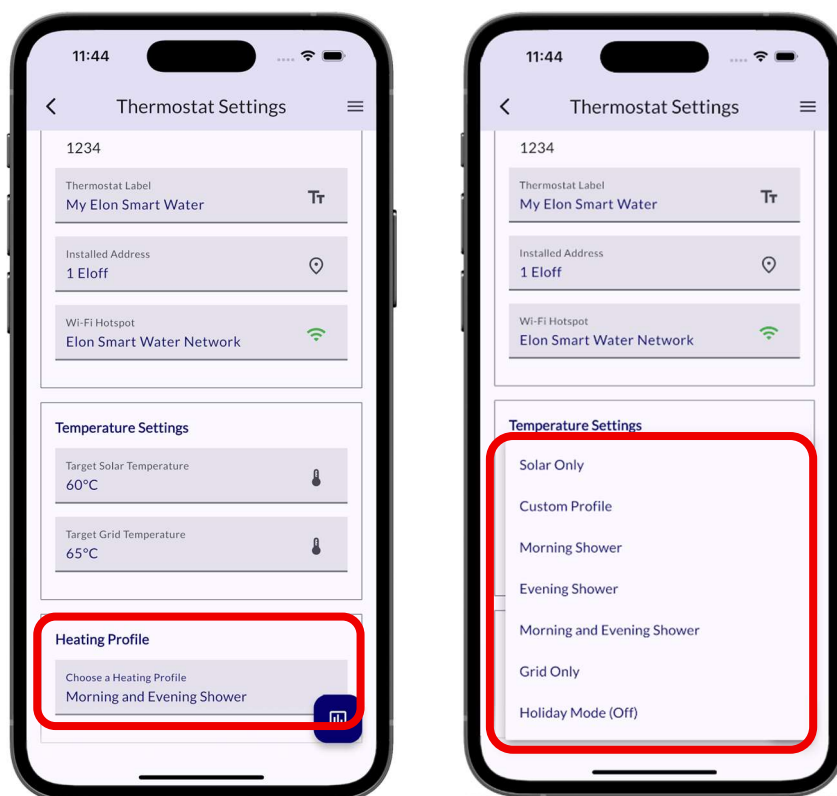 11:44
Thermostat Settings
1234
Thermostat Label
My Elon Smart Water
Installed Address
1 Eloff
Wi-Fi Hotspot
Elon Smart Water Network
Temperature Settings
Target Solar Temperature
60°C
Target Grid Temperature
65°C
Heating Profile
Choose a Heating Profile
Morning and Evening Shower
11:44
Thermostat Settings
1234
Thermostat Label
My Elon Smart Water
Installed Address
1 Eloff
Wi-Fi Hotspot
Elon Smart Water Network
Temperature Settings
Solar Only
Custom Profile
Morning Shower
Evening Shower
Morning and Evening Shower
Grid Only
Holiday Mode (Off)